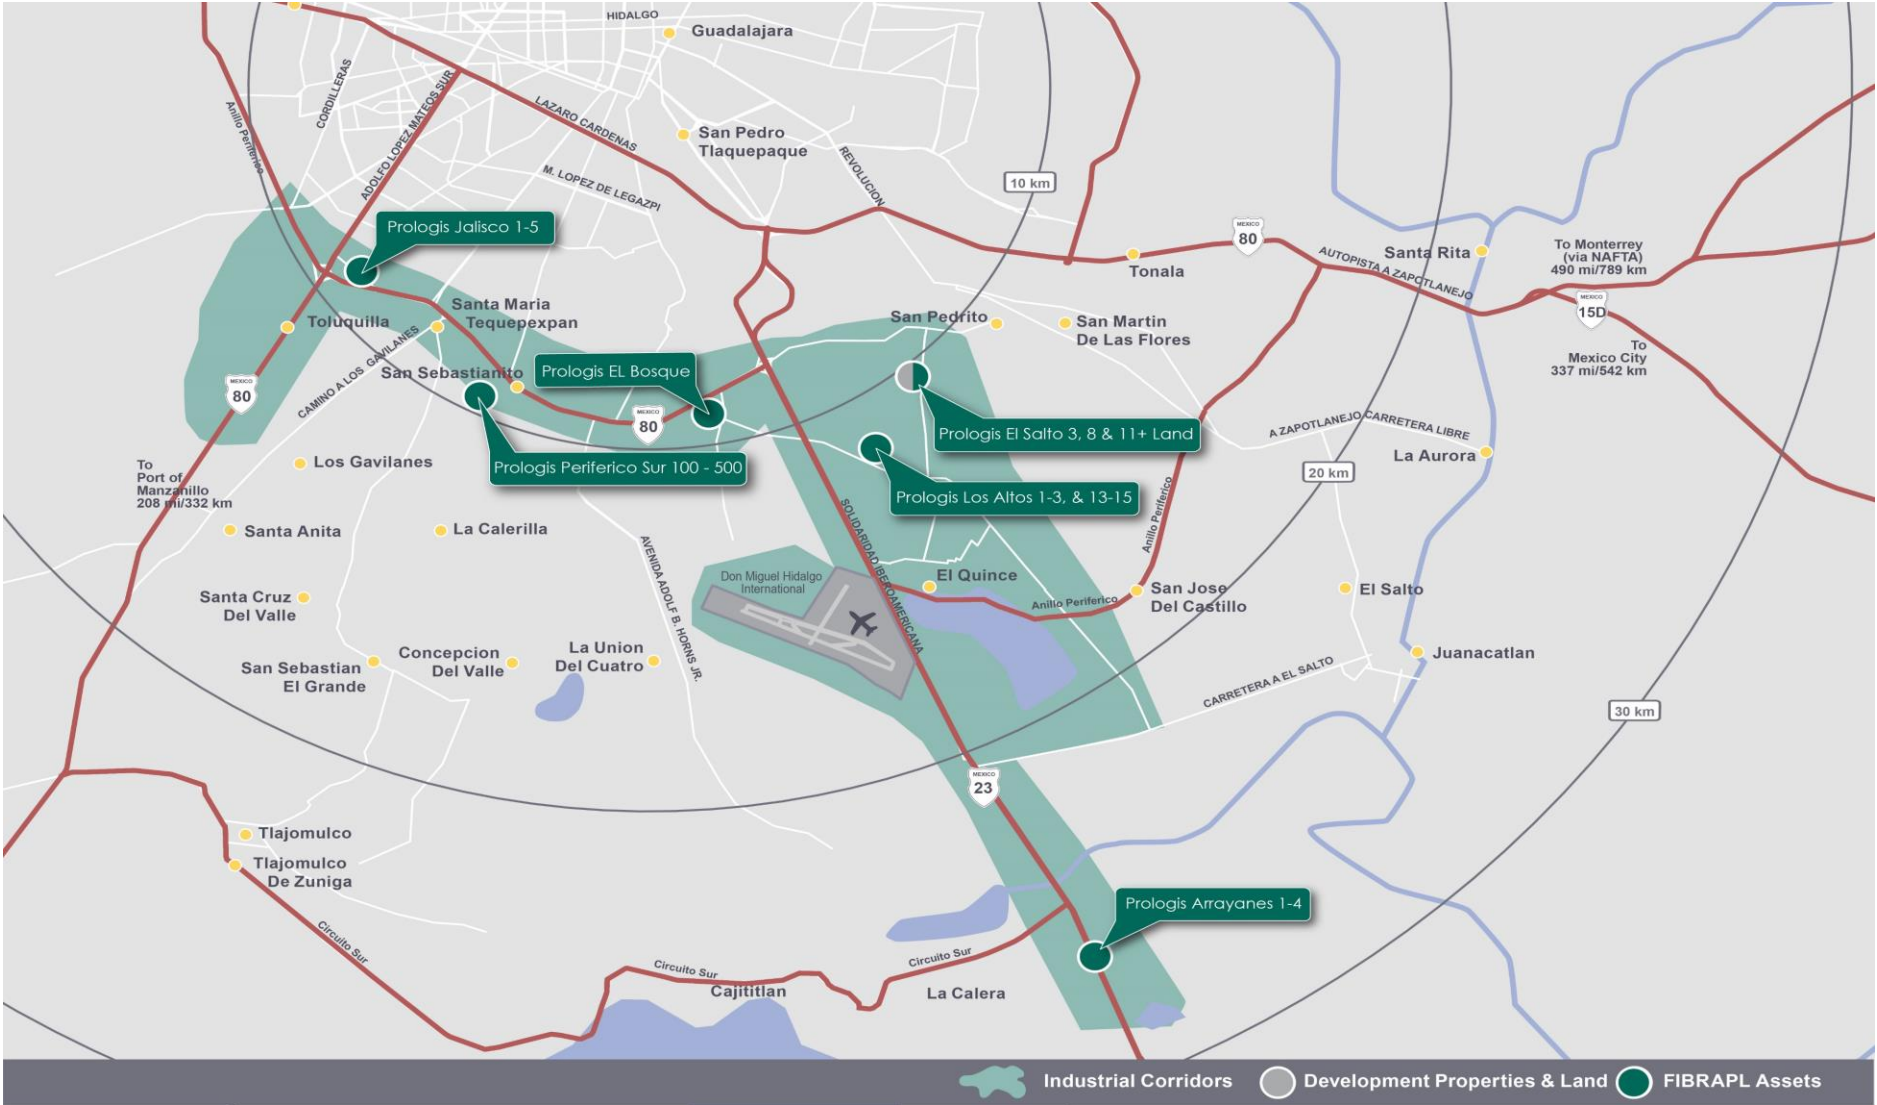 HIDALGO
Guadalajara
CORDILLERAS
Anillo Periferico
ADOLFO LOPEZ MATEOS SUR
LAZARO CARDENAS
San Pedro
Tlaquepaque
M. LOPEZ DE LEGAZPI
REVOLUCION
10 km
Prologis Jalisco 1-5
MEXICO
80
Tonala
AUTOPISTA A ZAPOTLANEJO
Santa Rita
To Monterrey
(via NAFTA)
490 mi/789 km
MEXICO
15D
To
Mexico City
337 mi/542 km
Santa Maria
Tequepexpan
Toluquilla
San Pedrito
San Martin
De Las Flores
CAMINO A LOS GAVILANES
San Sebastianito
Prologis EL Bosque
MEXICO
80
MEXICO
80
Prologis El Salto 3, 8 & 11+ Land
A ZAPOTLANEJO CARRETERA LIBRE
La Aurora
20 km
Los Gavilanes
Prologis Periferico Sur 100 - 500
Prologis Los Altos 1-3, & 13-15
To
Port of
Manzanillo
208 mi/332 km
Santa Anita
La Calerilla
SOLIDARIDAD IBEROAMERICANA
Anillo Periferico
AVENIDA ADOLF B. HORNS JR.
Don Miguel Hidalgo
International
El Quince
Anillo Periferico
San Jose
Del Castillo
El Salto
Santa Cruz
Del Valle
La Union
Del Cuatro
Concepcion
Del Valle
San Sebastian
El Grande
Juanacatlan
CARRETERA A EL SALTO
30 km
MEXICO
23
Tlajomulco
Tlajomulco
De Zuniga
Prologis Arrayanes 1-4
Circuito Sur
Circuito Sur
Circuito Sur
Cajititlan
La Calera
Industrial Corridors
Development Properties & Land
FIBRAPL Assets